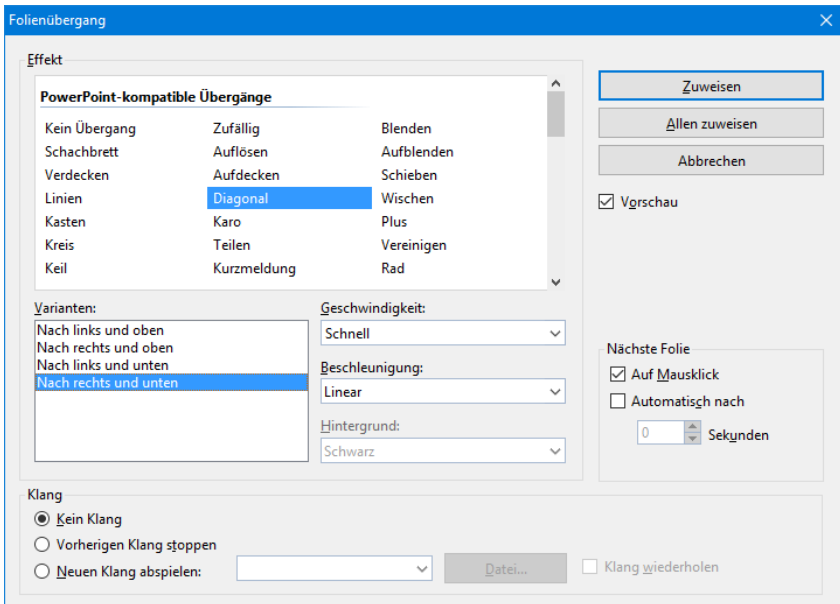 Folienübergang
Effekt
PowerPoint-kompatible Übergänge
Kein Übergang Zufällig Blenden
Schachbrett Auflösen Aufblenden
Verdecken Aufdecken Schieben
Linien Diagonal Wischen
Kasten Karo Plus
Kreis Teilen Vereinigen
Keil Kurzmeldung Rad
Zuweisen
Allen zuweisen
Abbrechen
Vorschau
Varianten:
Nach links und oben
Nach rechts und oben
Nach links und unten
Nach rechts und unten
Geschwindigkeit:
Schnell
Beschleunigung:
Linear
Hintergrund:
Schwarz
Nächste Folie
Auf Mausklick
Automatisch nach
0 Sekunden
Klang
Kein Klang
Vorherigen Klang stoppen
Neuen Klang abspielen: Datei... Klang wiederholen